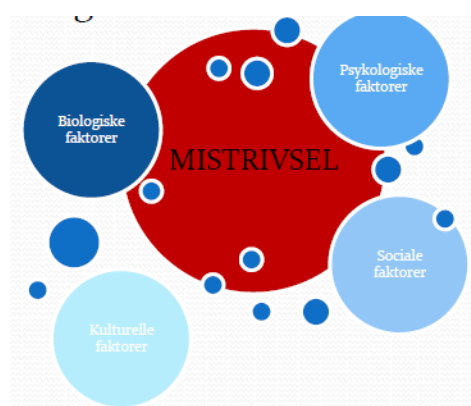 Psykologiske
faktorer
Biologiske
faktorer
MISTRIVSEL
Sociale
faktorer
Kulturelle
faktorer